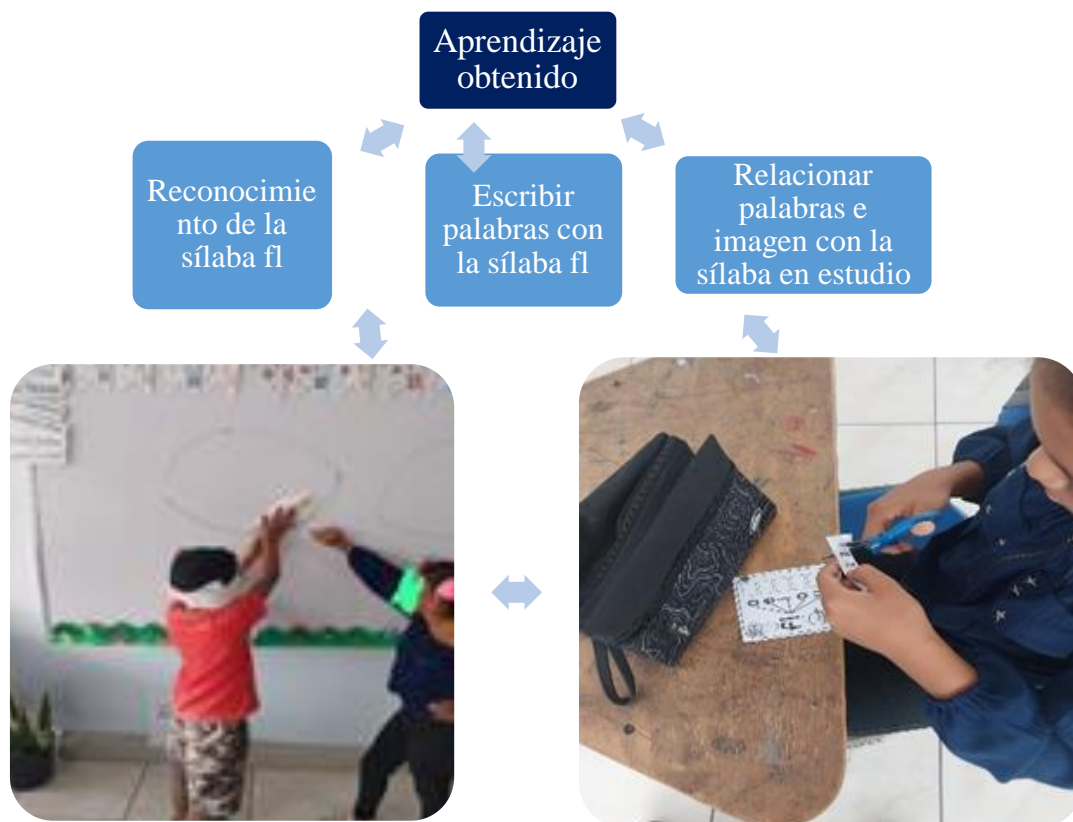 Aprendizaje
obtenido
Reconocimie
nto de la
sílaba fl
Escribir
palabras con
la sílaba fl
Relacionar
palabras e
imagen con la
sílaba en estudio